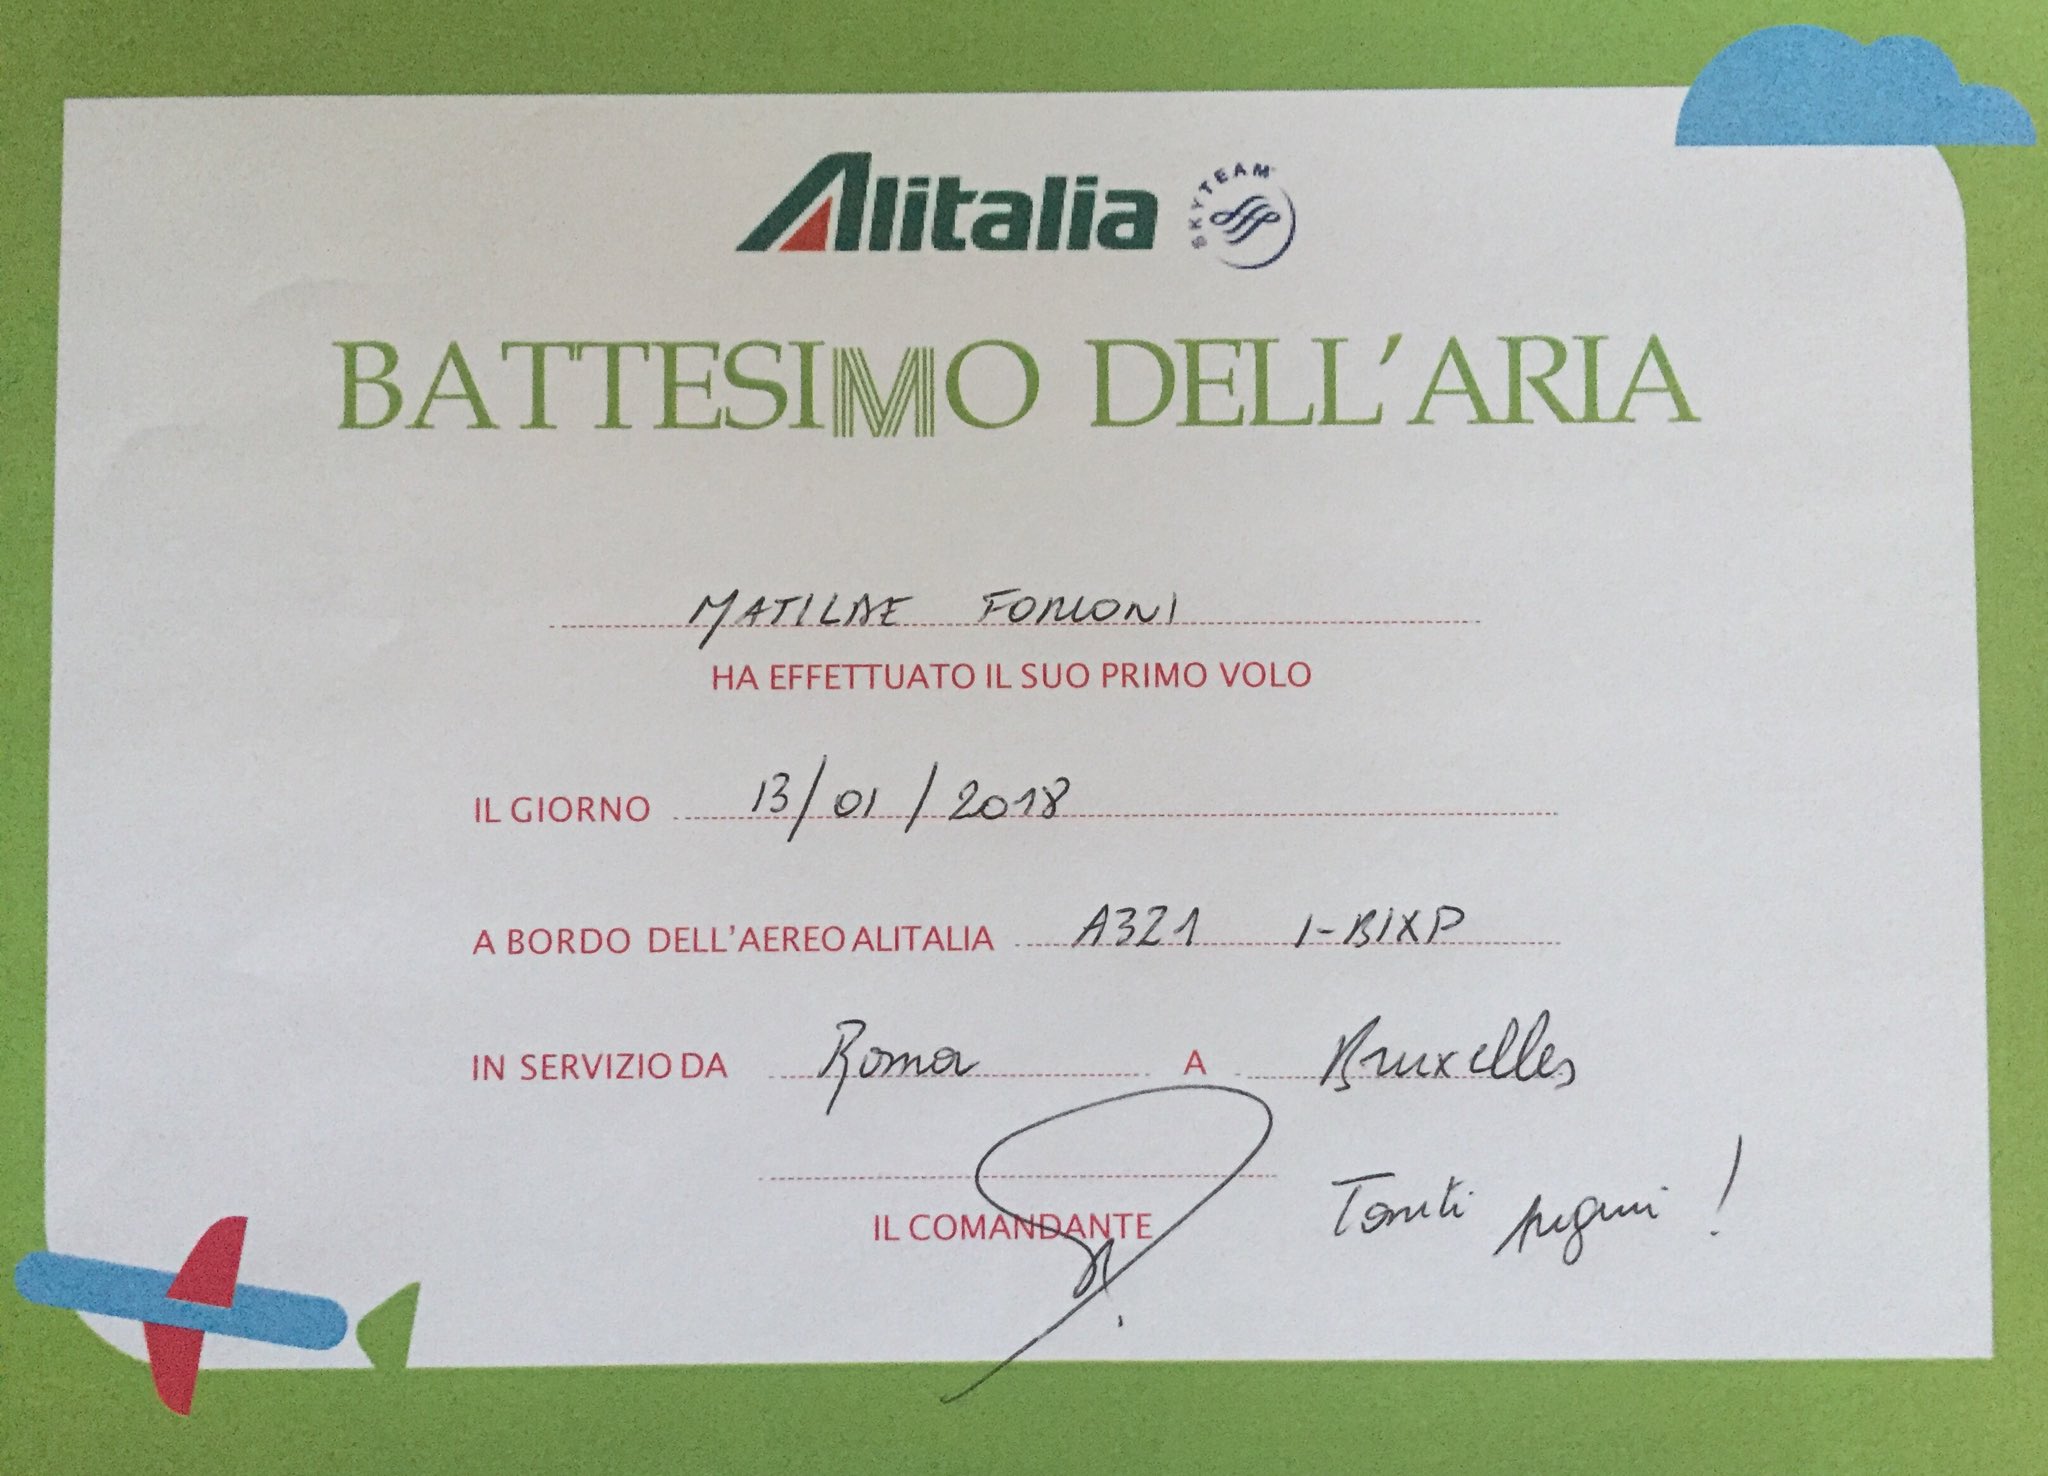 Alitalia SKYTEAM
BATTESIMO DELL'ARIA
MATILDE
HA EFFETTUATO IL SUO PRIMO VOLO
IL GIORNO 13/01/2018
A BORDO DELL'AEREO ALITALIA A321 I-BIXP
IN SERVIZIO DA Roma A Bruxelles
IL COMANDANTE
Tanti Auguri!